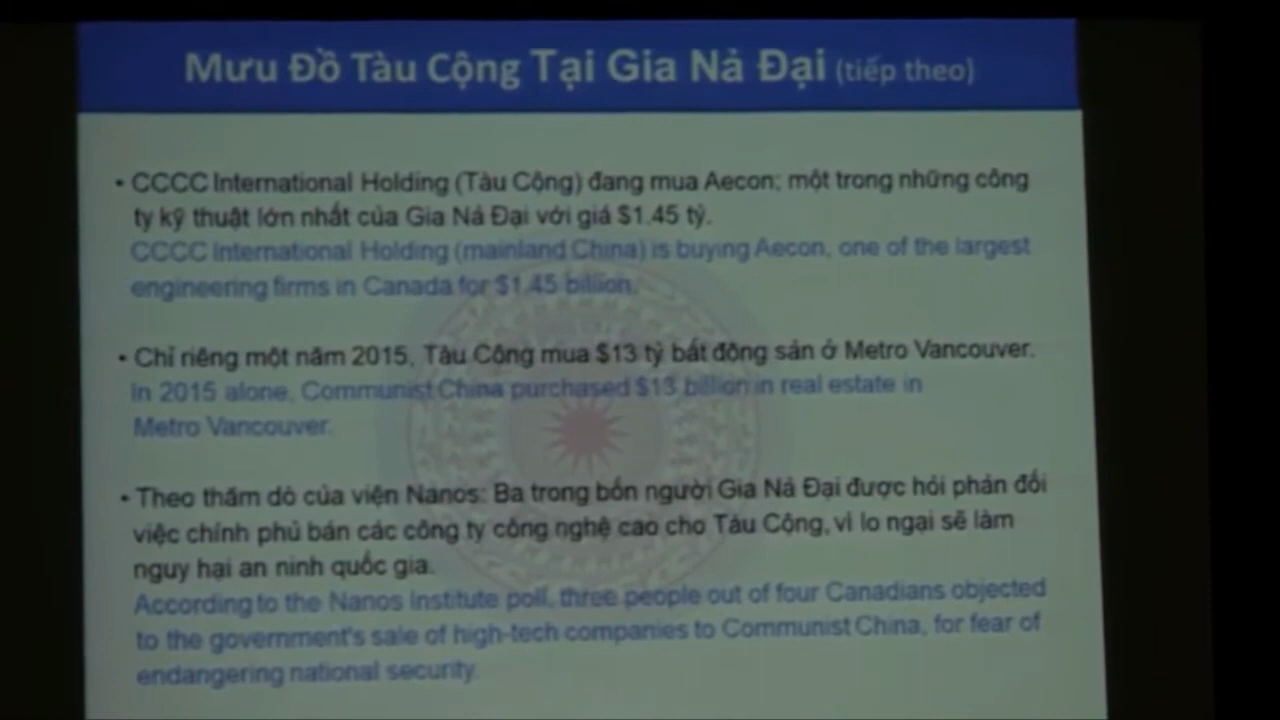 Mưu Đồ Tàu Cộng Tại Gia Nả Đại (tiếp theo)
• CCCC International Holding (Tàu Cộng) đang mua Aecon; một trong những công
ty kỹ thuật lớn nhất của Gia Nả Đại với giá $1.45 tỷ.
CCCC International Holding (mainland China) is buying Aecon, one of the largest
engineering firms in Canada for $1.45 billion.
• Chỉ riêng một năm 2015, Tàu Cộng mua $13 tỷ bất động sản ở Metro Vancouver.
In 2015 alone, Communist China purchased $13 billion in real estate in
Metro Vancouver.
• Theo thăm dò của viện Nanos: Ba trong bốn người Gia Nả Đại được hỏi phản đối
việc chính phủ bán các công ty công nghệ cao cho Tàu Cộng, vì lo ngại sẽ làm
nguy hại an ninh quốc gia.
According to the Nanos Institute poll, three people out of four Canadians objected
to the government's sale of high-tech companies to Communist China, for fear of
endangering national security.